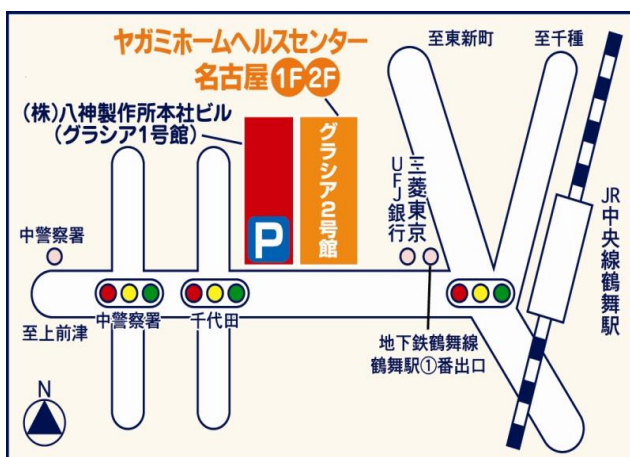 ヤガミホームヘルスセンター
名古屋 1F 2F
(株)八神製作所本社ビル
(グラシア1号館)
グラシア2号館
P
至東新町
至千種
三菱東京
UFJ銀行
JR中央線鶴舞駅
中警察署
至上前津
中警察署
千代田
地下鉄鶴舞線
鶴舞駅①番出口
N